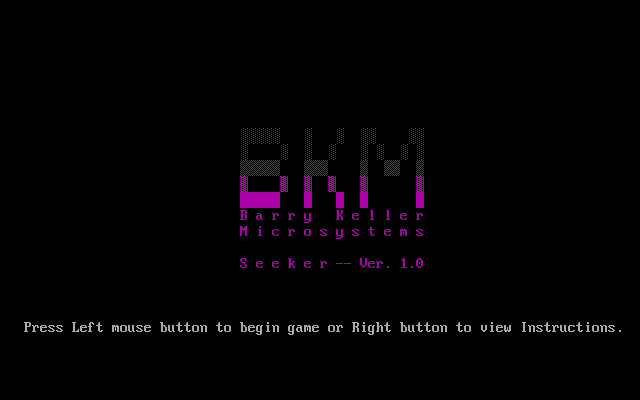 BKM
Barry Keller
Microsystems
Seeker -- Ver. 1.0
Press Left mouse button to begin game or Right button to view Instructions.